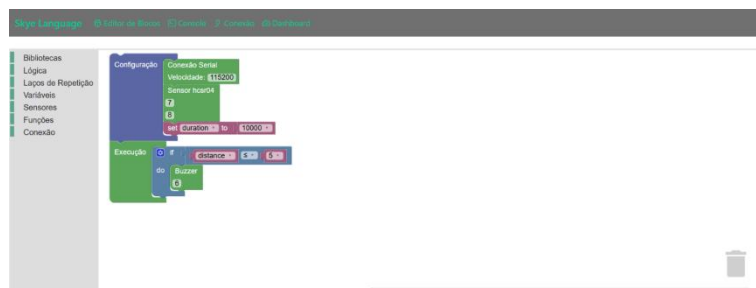 Skye Language Editor de Blocos Console Conexão Dashboard
Bibliotecas
Lógica
Laços de Repetição
Variáveis
Sensores
Funções
Conexão
Configuração
Conexão Serial
Velocidade: 115200
Sensor hcsr04
7
8
set duration to 10000
Execução
if distance ≤ 5
do Buzzer
6